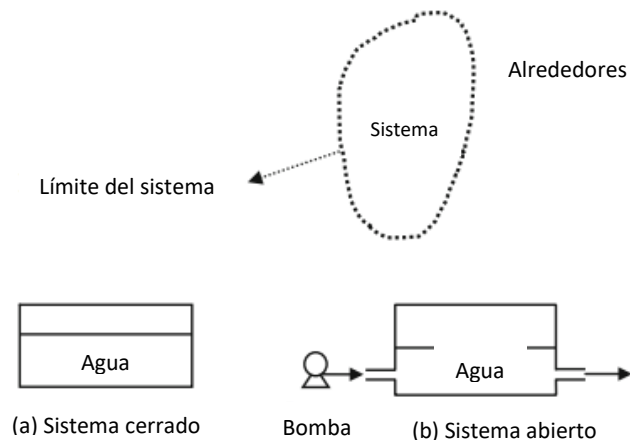 Alrededores
Sistema
Límite del sistema
Agua
Agua
(a) Sistema cerrado
Bomba
(b) Sistema abierto